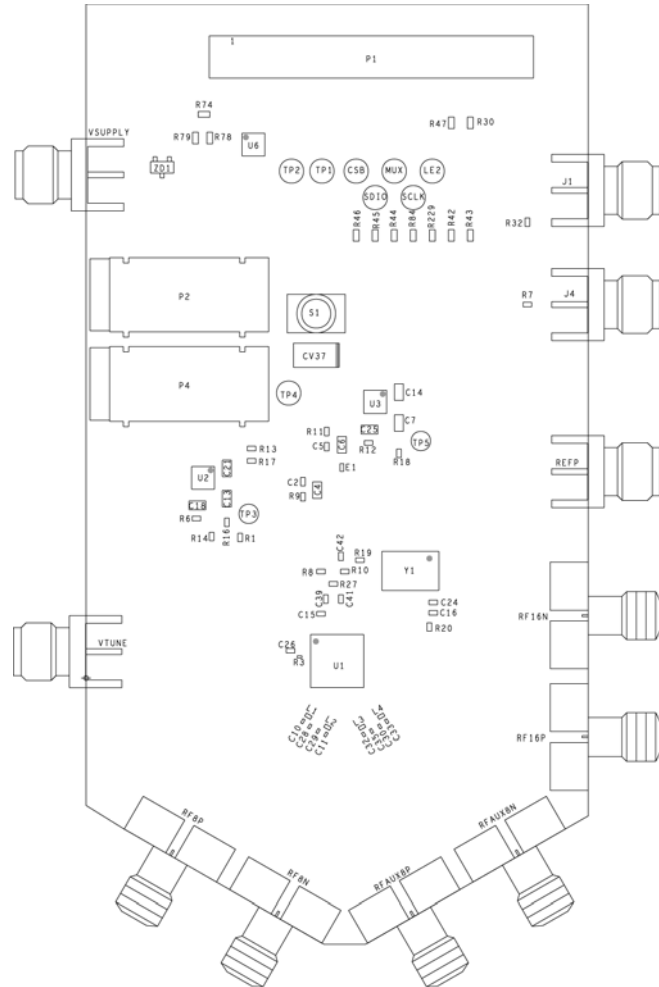 1
P1
R74
R47
R30
VSUPPLY
R79
R78
U6
ZD1
TP2
TP1
CSB
MUX
LE2
J1
SDIO
SCLK
R46
R45
R44
R84
R229
R42
R43
R32
P2
J4
R7
S1
CV37
P4
TP4
C14
U3
C7
R11
C25
C5
C6
R12
TP5
R13
R17
R18
E1
REFP
U2
C2
C4
R9
C13
C18
TP3
R6
R14
R16
R1
C42
R19
R8
R10
Y1
R27
C39
C41
C24
C16
C15
R20
RF16N
VTUNE
C26
R3
U1
L1
C10
C28
C29
C11
L2
L4
L3
C33
C30
C35
C32
RF16P
RF8P
RFAUX8N
RF8N
RFAUX8P